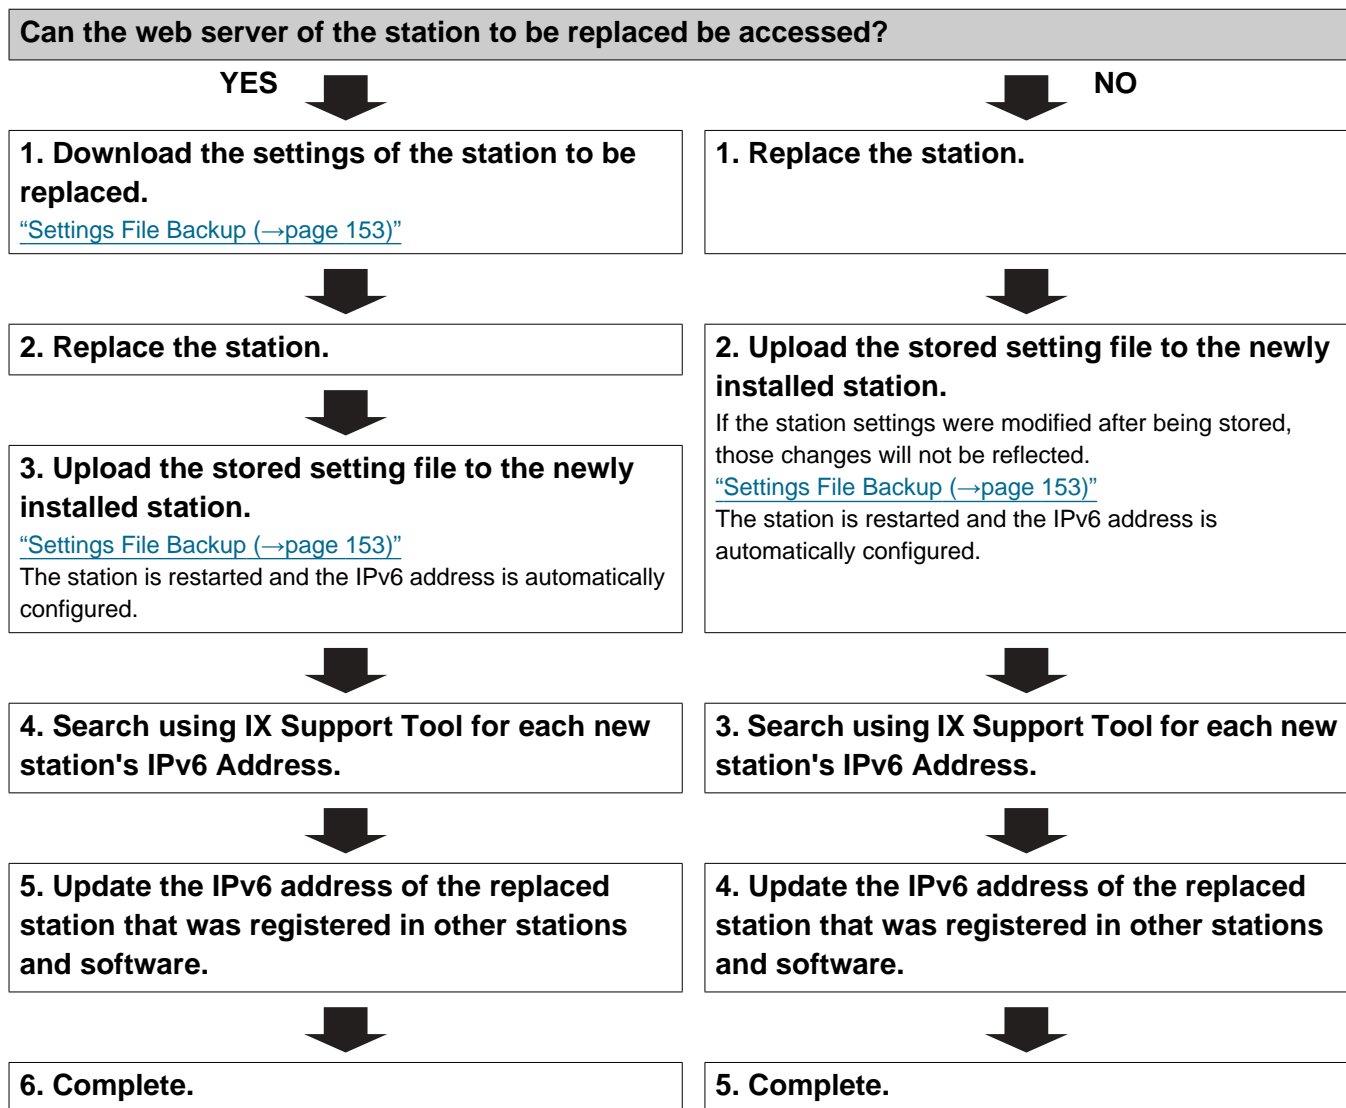 Can the web server of the station to be replaced be accessed?
YES
NO
1. Download the settings of the station to be
replaced.
“Settings File Backup (→page 153)”
2. Replace the station.
3. Upload the stored setting file to the newly
installed station.
“Settings File Backup (→page 153)”
The station is restarted and the IPv6 address is automatically
configured.
4. Search using IX Support Tool for each new
station's IPv6 Address.
5. Update the IPv6 address of the replaced
station that was registered in other stations
and software.
6. Complete.
1. Replace the station.
2. Upload the stored setting file to the newly
installed station.
If the station settings were modified after being stored,
those changes will not be reflected.
“Settings File Backup (→page 153)”
The station is restarted and the IPv6 address is
automatically configured.
3. Search using IX Support Tool for each new
station's IPv6 Address.
4. Update the IPv6 address of the replaced
station that was registered in other stations
and software.
5. Complete.